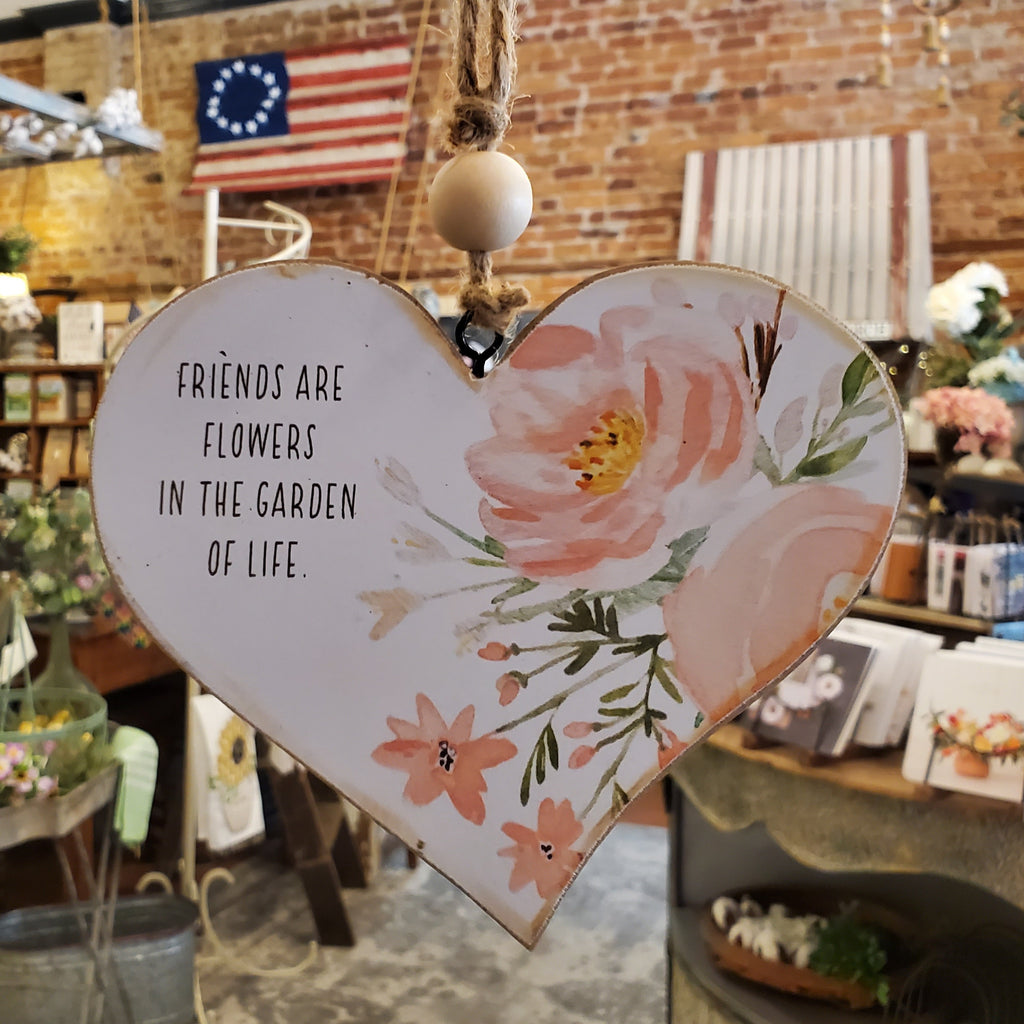 FRIENDS ARE
FLOWERS
IN THE GARDEN
OF LIFE.